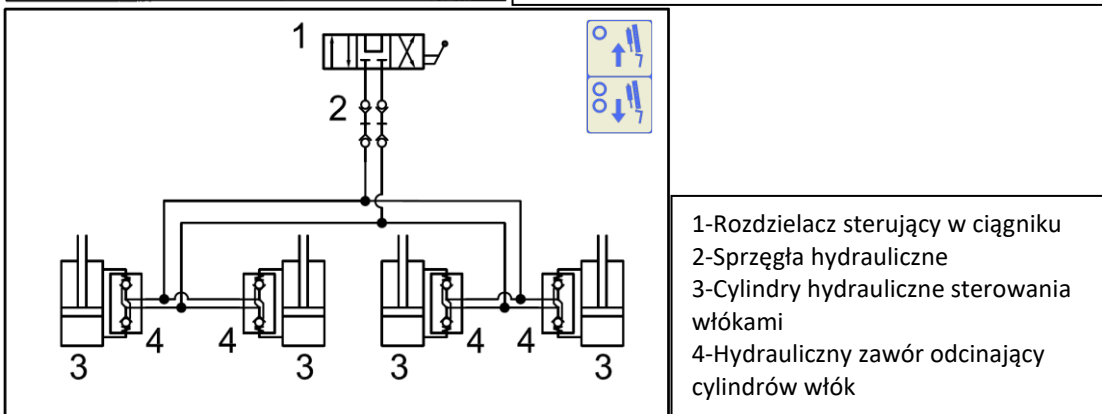 1
2
3
4
4
3
3
4
4
3
1-Rozdzielacz sterujący w ciągniku
2-Sprzęgła hydrauliczne
3-Cylindry hydrauliczne sterowania
włókami
4-Hydrauliczny zawór odcinający
cylindrów włók